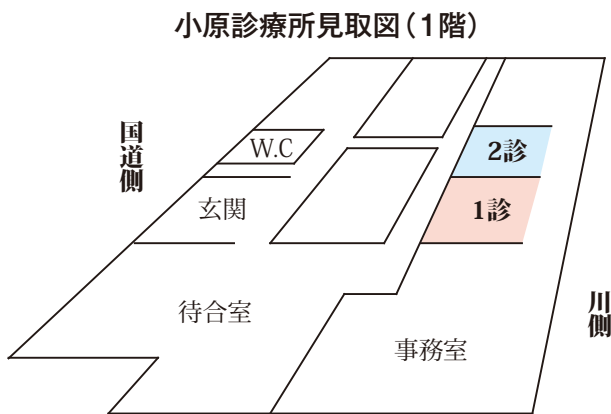 小原診療所見取図（1階）
国道側
W.C
2診
玄関
1診
待合室
川側
事務室